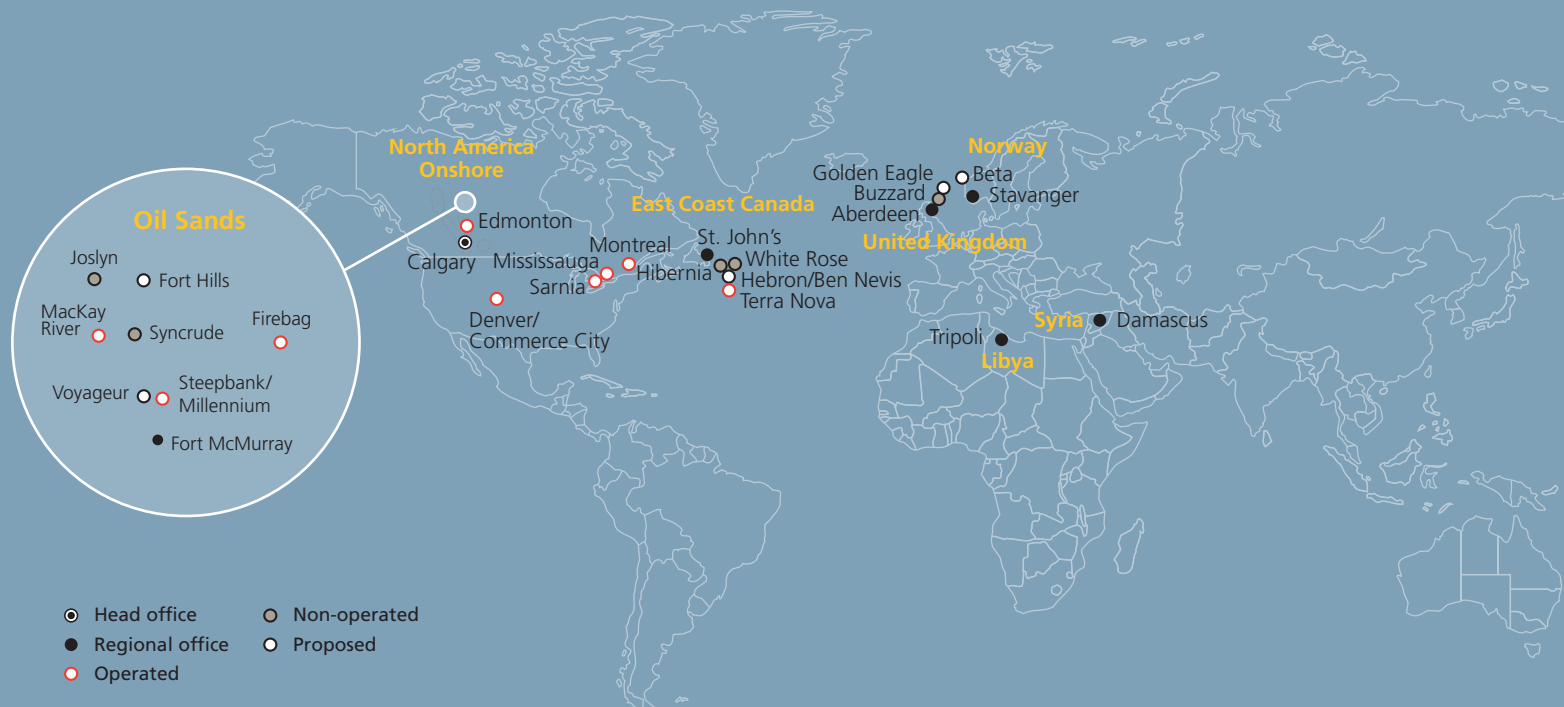 North America
Onshore
Norway
Golden Eagle
Beta
Buzzard
Stavanger
Aberdeen
East Coast Canada
United Kingdom
Oil Sands
Edmonton
Calgary
Montreal
Mississauga
Sarnia
Denver/
Commerce City
St. John’s
White Rose
Hibernia
Hebron/Ben Nevis
Terra Nova
Joslyn
Fort Hills
MacKay
River
Syncrude
Firebag
Voyageur
Steepbank/
Millennium
Fort McMurray
Syria
Damascus
Tripoli
Libya
Head office
Regional office
Operated
Non-operated
Proposed